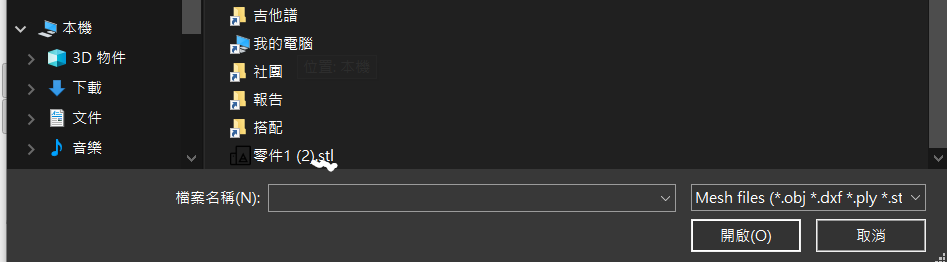 本機
3D 物件
下載
文件
音樂
吉他譜
我的電腦
位置: 本機
社團
報告
搭配
零件1 (2).stl
檔案名稱(N):
Mesh files (*.obj *.dxf *.ply *.st
開啟(O)
取消